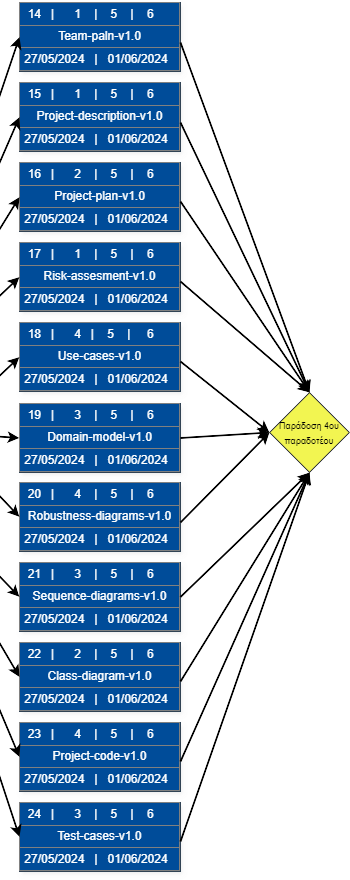 14 | 1 | 5 | 6
Team-paln-v1.0
27/05/2024 | 01/06/2024
15 | 1 | 5 | 6
Project-description-v1.0
27/05/2024 | 01/06/2024
16 | 2 | 5 | 6
Project-plan-v1.0
27/05/2024 | 01/06/2024
17 | 1 | 5 | 6
Risk-assesment-v1.0
27/05/2024 | 01/06/2024
18 | 4 | 5 | 6
Use-cases-v1.0
27/05/2024 | 01/06/2024
19 | 3 | 5 | 6
Domain-model-v1.0
27/05/2024 | 01/06/2024
20 | 4 | 5 | 6
Robustness-diagrams-v1.0
27/05/2024 | 01/06/2024
21 | 3 | 5 | 6
Sequence-diagrams-v1.0
27/05/2024 | 01/06/2024
22 | 2 | 5 | 6
Class-diagram-v1.0
27/05/2024 | 01/06/2024
23 | 4 | 5 | 6
Project-code-v1.0
27/05/2024 | 01/06/2024
24 | 3 | 5 | 6
Test-cases-v1.0
27/05/2024 | 01/06/2024
Παράδοση 4ου
παραδοτέου